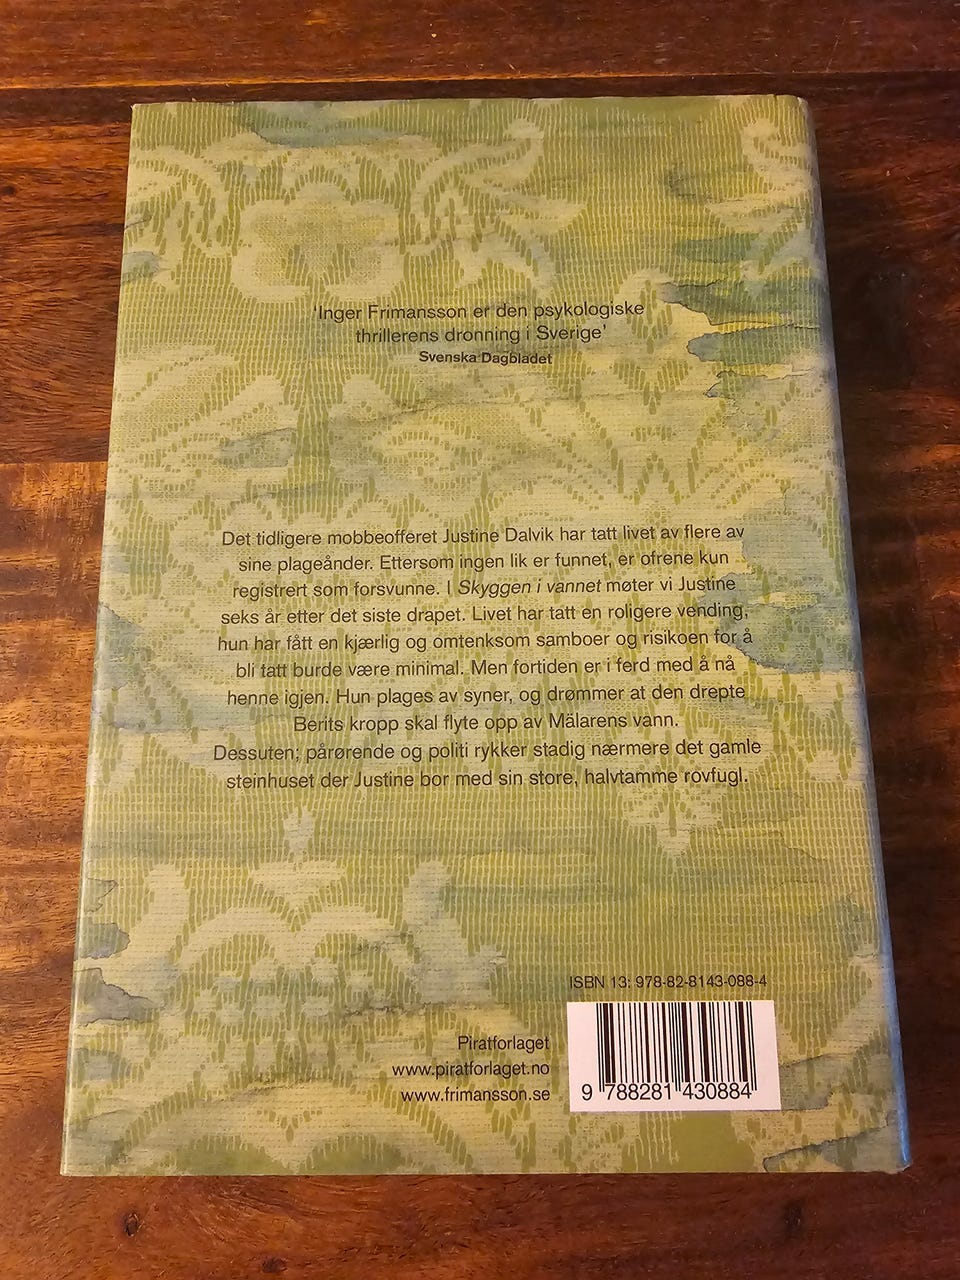 'Inger Frimansson er den psykologiske
thrillerens dronning i Sverige'
Svenska Dagbladet
Det tidligere mobbeofferet Justine Dalvik har tatt livet av flere av
sine plageånder. Ettersom ingen lik er funnet, er ofrene kun
registrert som forsvunne. I Skyggen i vannet møter vi Justine
seks år etter det siste drapet. Livet har tatt en roligere vending,
hun har fått en kjærlig og omtenksom samboer og risikoen for å
bli tatt burde være minimal. Men fortiden er i ferd med å nå
henne igjen. Hun plages av syner, og drømmer at den drepte
Berits kropp skal flyte opp av Mälarens vann.
Dessuten; pårørende og politi rykker stadig nærmere det gamle
steinhuset der Justine bor med sin store, halvtamme rovfugl.
ISBN 13: 978-82-8143-088-4
Piratforlaget
www.piratforlaget.no
www.frimansson.se
9 788281 430884